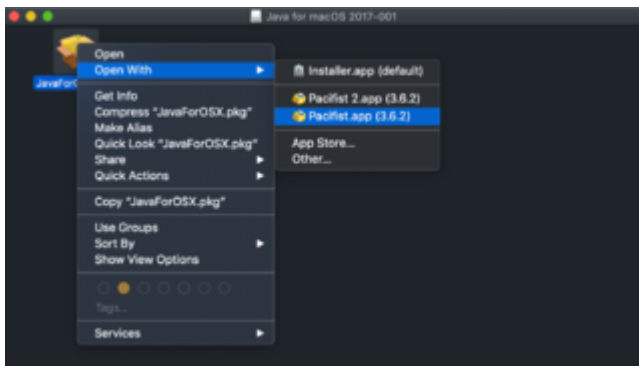 Java for macOS 2017-001
JavaForO
Open
Open With
Installer.app (default)
Get Info
Pacifist 2.app (3.6.2)
Compress "JavaForOSX.pkg"
Pacifist.app (3.6.2)
Make Alias
Quick Look "JavaForOSX.pkg"
App Store...
Share
Other...
Quick Actions
Copy "JavaForOSX.pkg"
Use Groups
Sort By
Show View Options
Tags...
Services